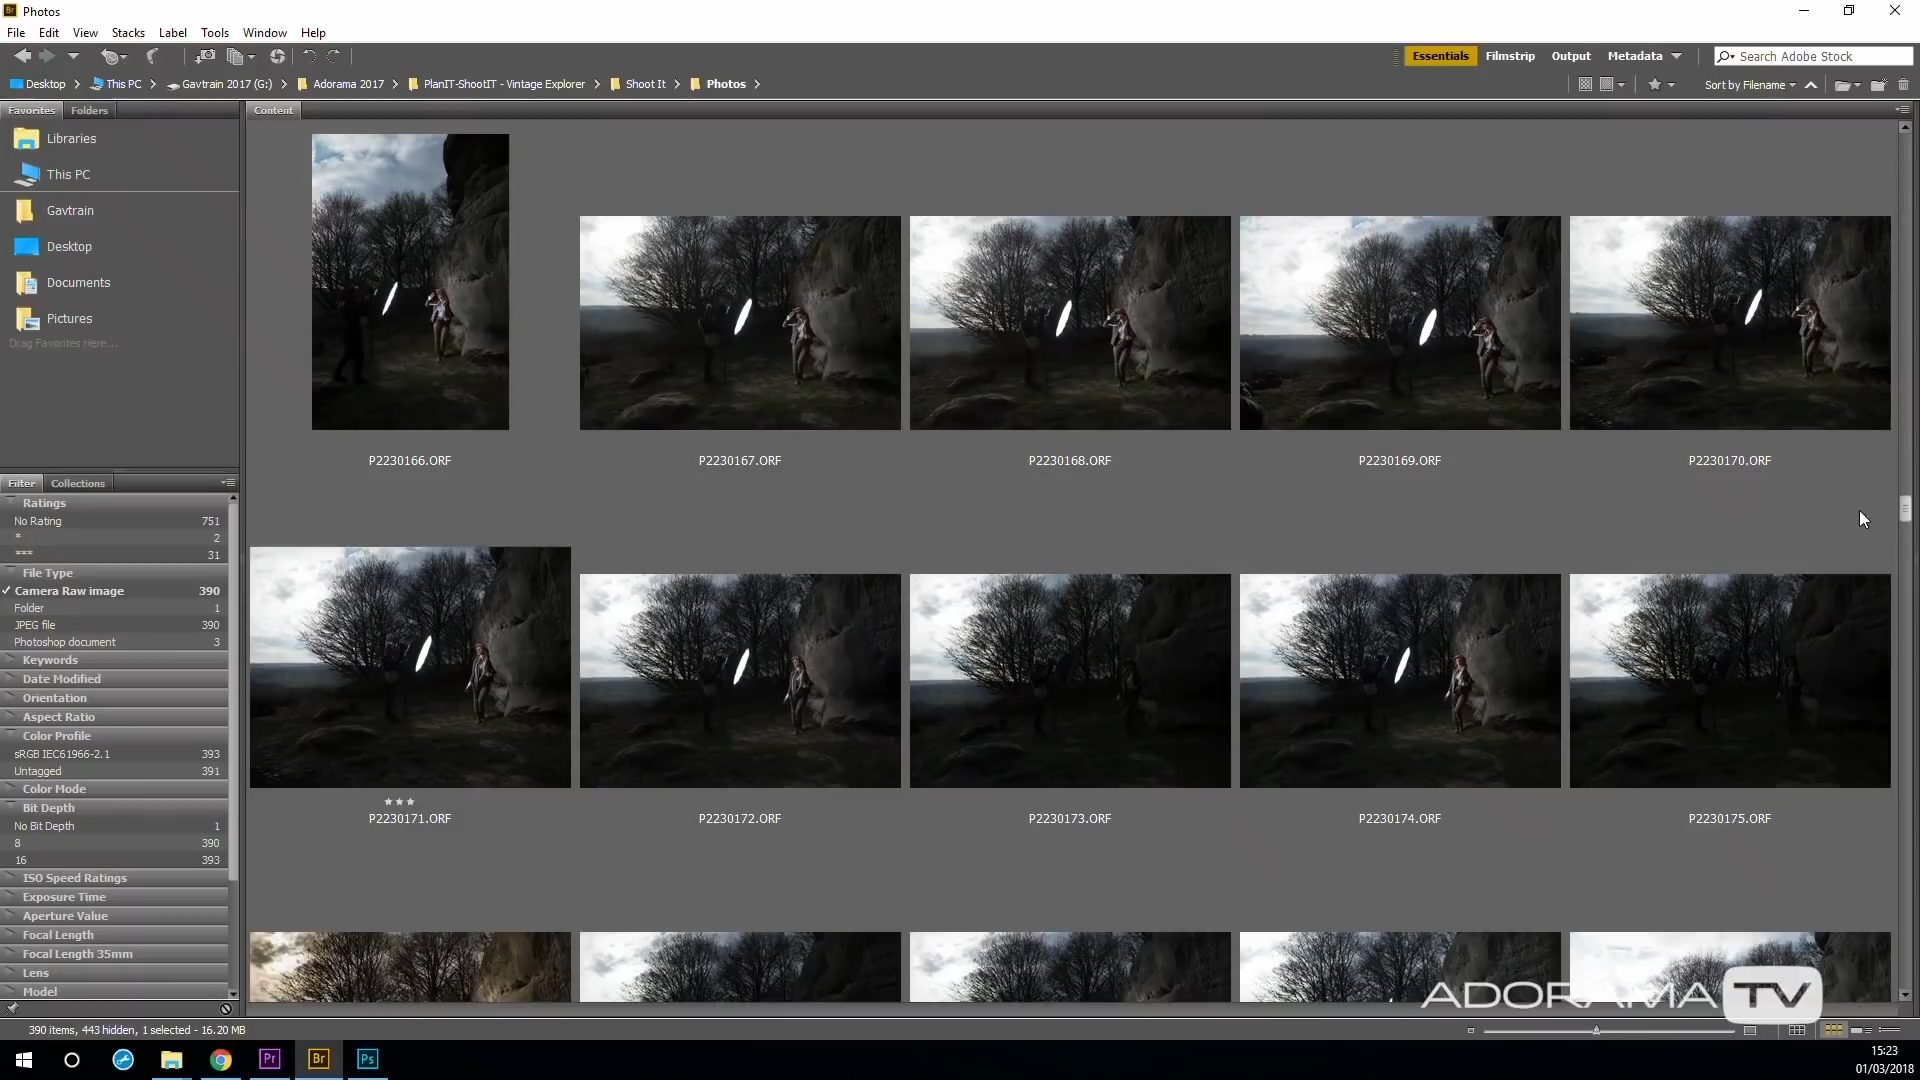 Br Photos
File Edit View Stacks Label Tools Window Help
Essentials Filmstrip Output Metadata Search Adobe Stock
Desktop This PC Gavtrain 2017 (G:) Adorama 2017 PlanIT-ShootIT - Vintage Explorer Shoot It Photos Sort by Filename
Favorites Folders
Content
Libraries
This PC
Gavtrain
Desktop
Documents
Pictures
Drag Favorites Here...
P2230166.ORF P2230167.ORF P2230168.ORF P2230169.ORF P2230170.ORF
Filter Collections
Ratings
No Rating 751
* 2
*** 31
File Type
Camera Raw image 390
Folder 1
JPEG file 390
Photoshop document 3
Keywords
Date Modified
Orientation
Aspect Ratio
Color Profile
sRGB IEC61966-2.1 393
Untagged 391
Color Mode
Bit Depth
No Bit Depth 1
8 390
16 393
ISO Speed Ratings
Exposure Time
Aperture Value
Focal Length
Focal Length 35mm
Lens
Model
P2230171.ORF P2230172.ORF P2230173.ORF P2230174.ORF P2230175.ORF
ADORAMA TV
390 items, 443 hidden, 1 selected - 16.20 MB
Pr Br Ps
15:23
01/03/2018